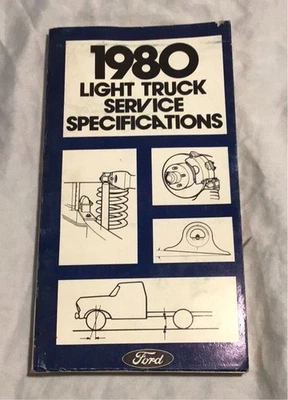 1980
LIGHT TRUCK
SERVICE
SPECIFICATIONS
Ford